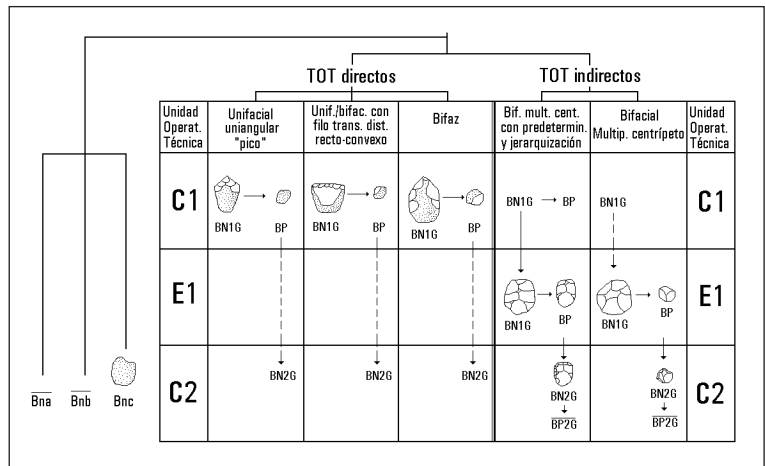 TOT directos
TOT indirectos
Unidad
Operat.
Técnica
Unifacial
uniangular
"pico"
Unif./bifac. con
filo trans. dist.
recto-convexo
Bifaz
Bif. mult. cent.
con predetermin.
y jerarquización
Bifacial
Multip. centrípeto
Unidad
Operat.
Técnica
C1
BN1G
BP
BN1G
BP
BN1G
BP
BN1G
BP
BN1G
C1
E1
BN1G
BP
BN1G
BP
E1
C2
BN2G
BN2G
BN2G
BN2G
BP2G
BN2G
BP2G
C2
Bna
Bnb
Bnc